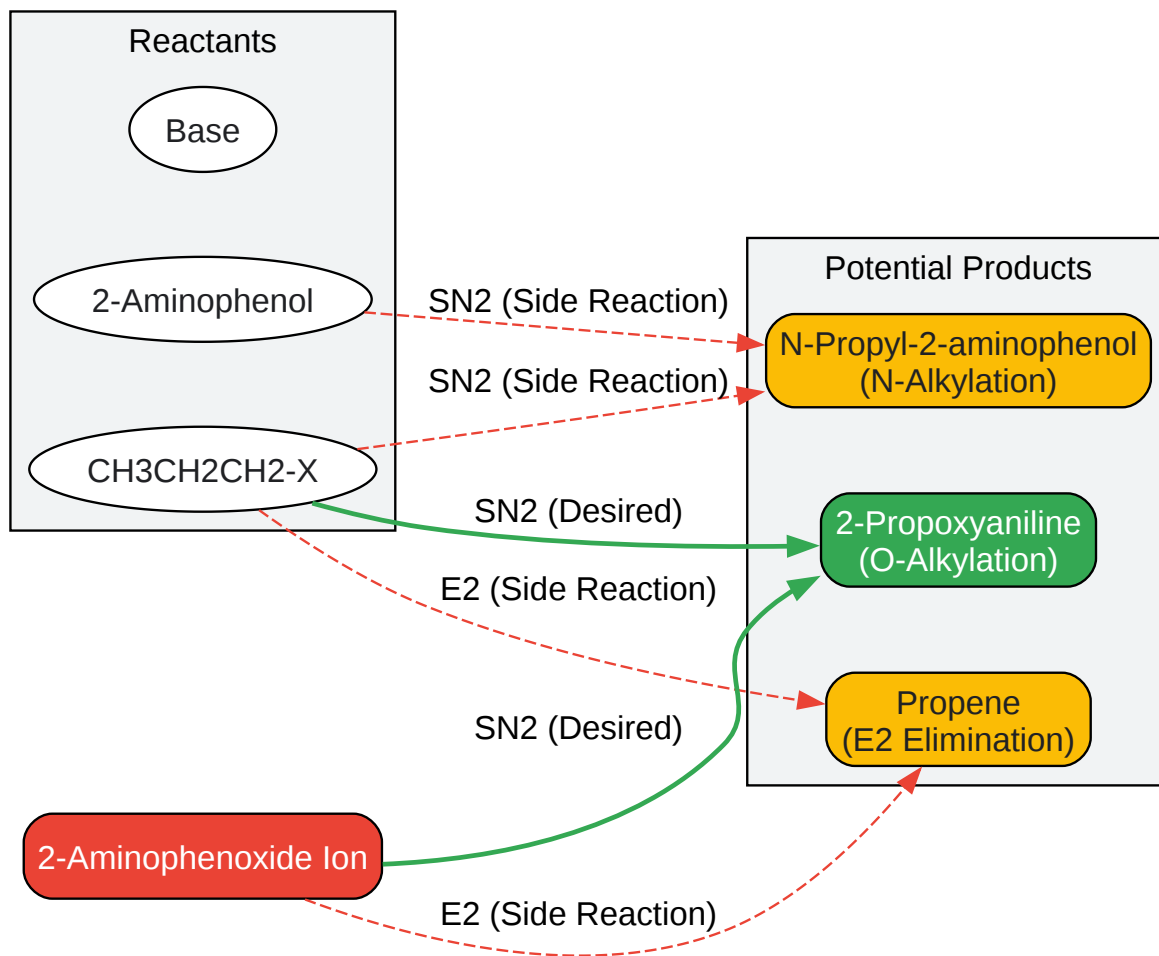 Reactants
Base
2-Aminophenol
CH3CH2CH2-X
2-Aminophenoxide Ion
SN2 (Side Reaction)
SN2 (Side Reaction)
SN2 (Desired)
E2 (Side Reaction)
SN2 (Desired)
E2 (Side Reaction)
Potential Products
N-Propyl-2-aminophenol
(N-Alkylation)
2-Propoxyaniline
(O-Alkylation)
Propene
(E2 Elimination)